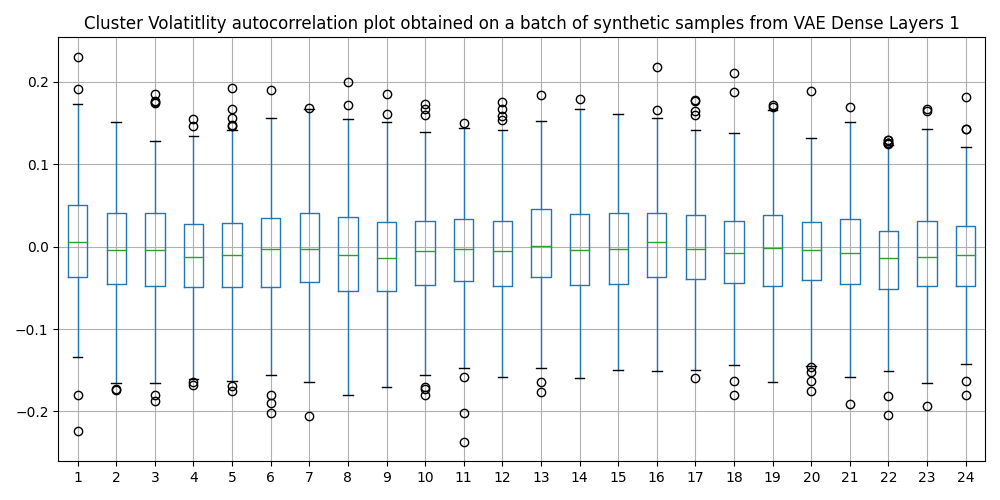 Cluster Volatitlity autocorrelation plot obtained on a batch of synthetic samples from VAE Dense Layers 1
0.2
0.1
0.0
−0.1
−0.2
1 2 3 4 5 6 7 8 9 10 11 12 13 14 15 16 17 18 19 20 21 22 23 24